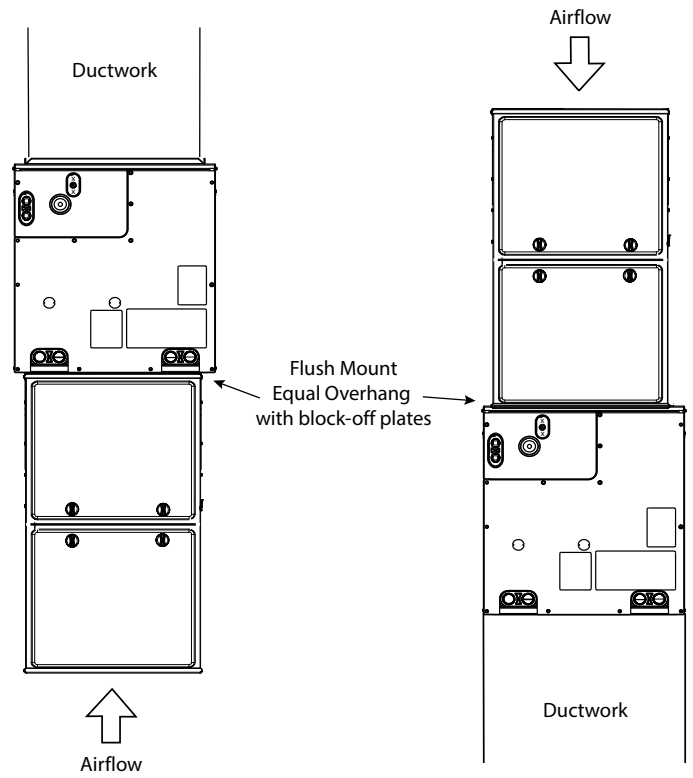 Airflow
Ductwork
Flush Mount
Equal Overhang
with block-off plates
Ductwork
Airflow